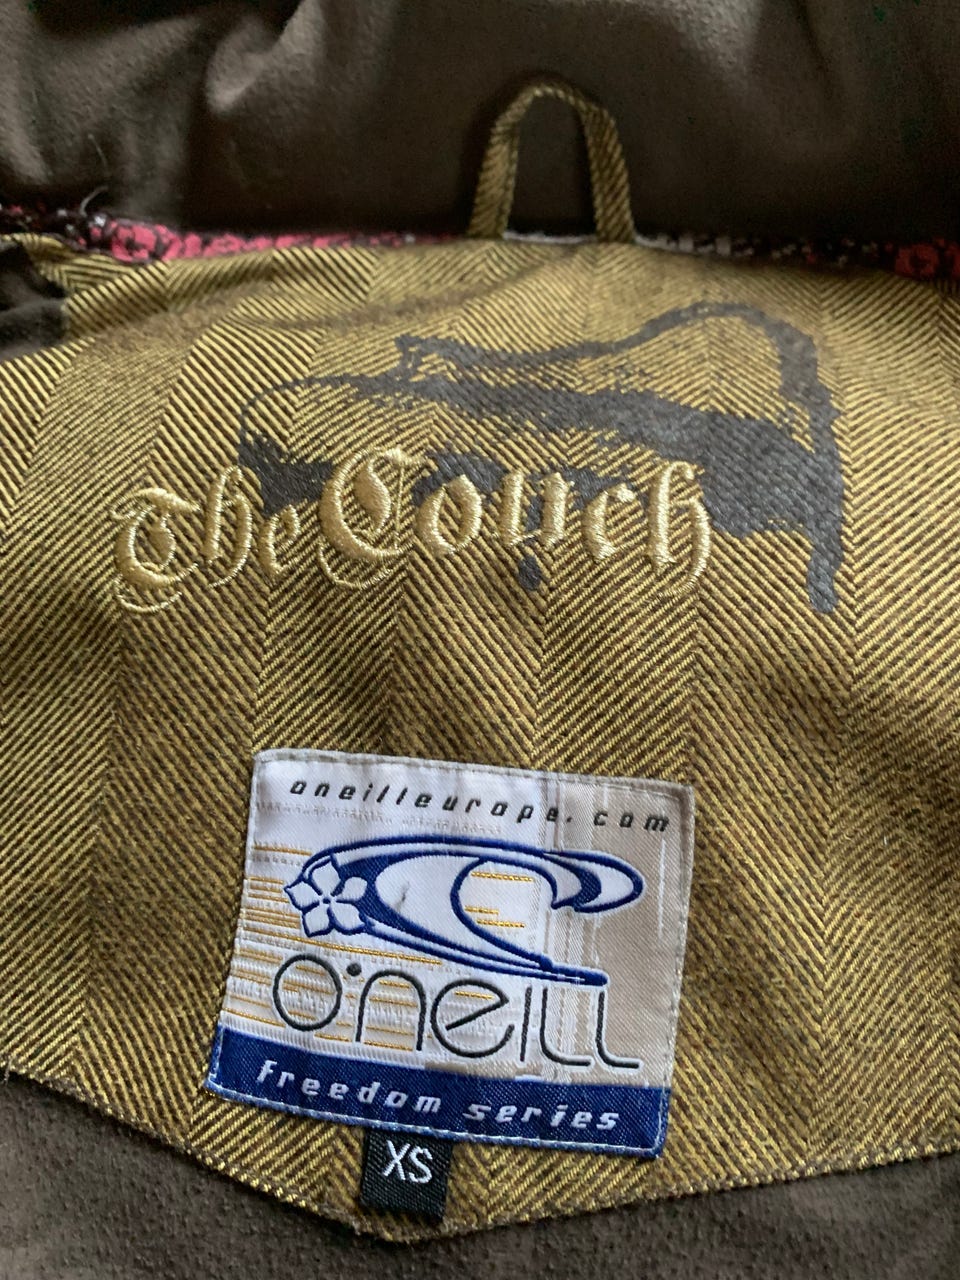 The Couch
oneilleurope.com
O'NEILL
freedom series
XS